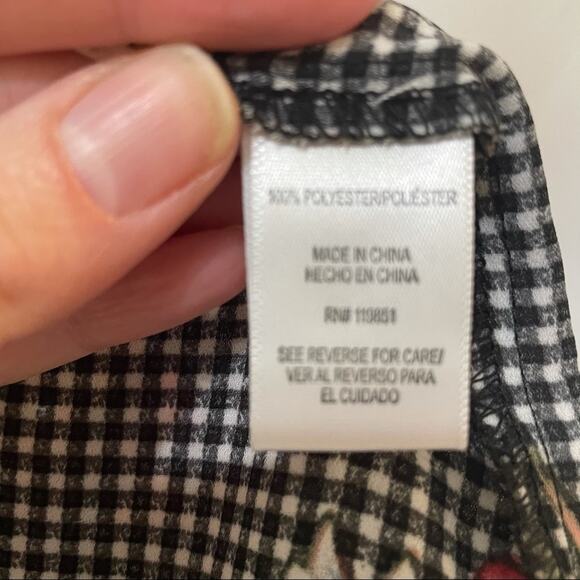 100% POLYESTER/POLIÉSTER
MADE IN CHINA
HECHO EN CHINA
RN# 119851
SEE REVERSE FOR CARE/
VER AL REVERSO PARA
EL CUIDADO